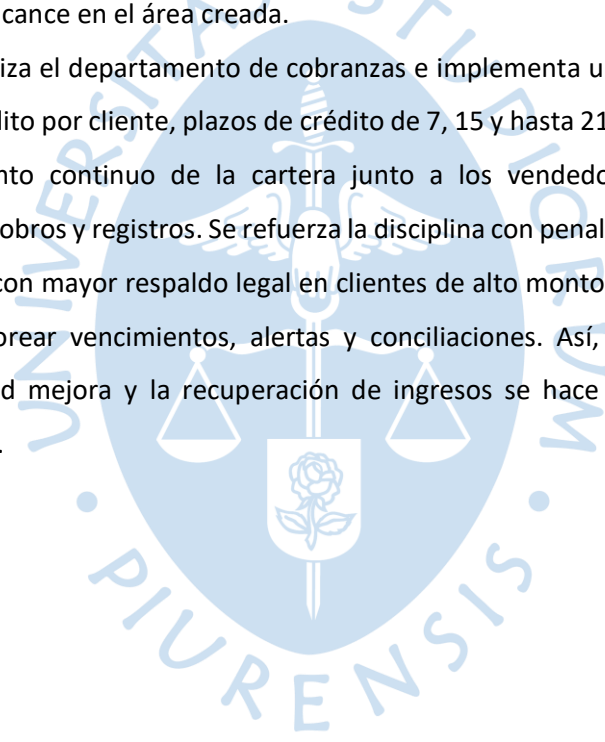 cance en el área creada.
iza el departamento de cobranzas e implementa u
lito por cliente, plazos de crédito de 7, 15 y hasta 21
nto continuo de la cartera junto a los vendedo
obros y registros. Se refuerza la disciplina con penal
con mayor respaldo legal en clientes de alto monto
orear vencimientos, alertas y conciliaciones. Así,
d mejora y la recuperación de ingresos se hace
.
UNIVERSITAS STUDIORUM
• PIURENSIS •